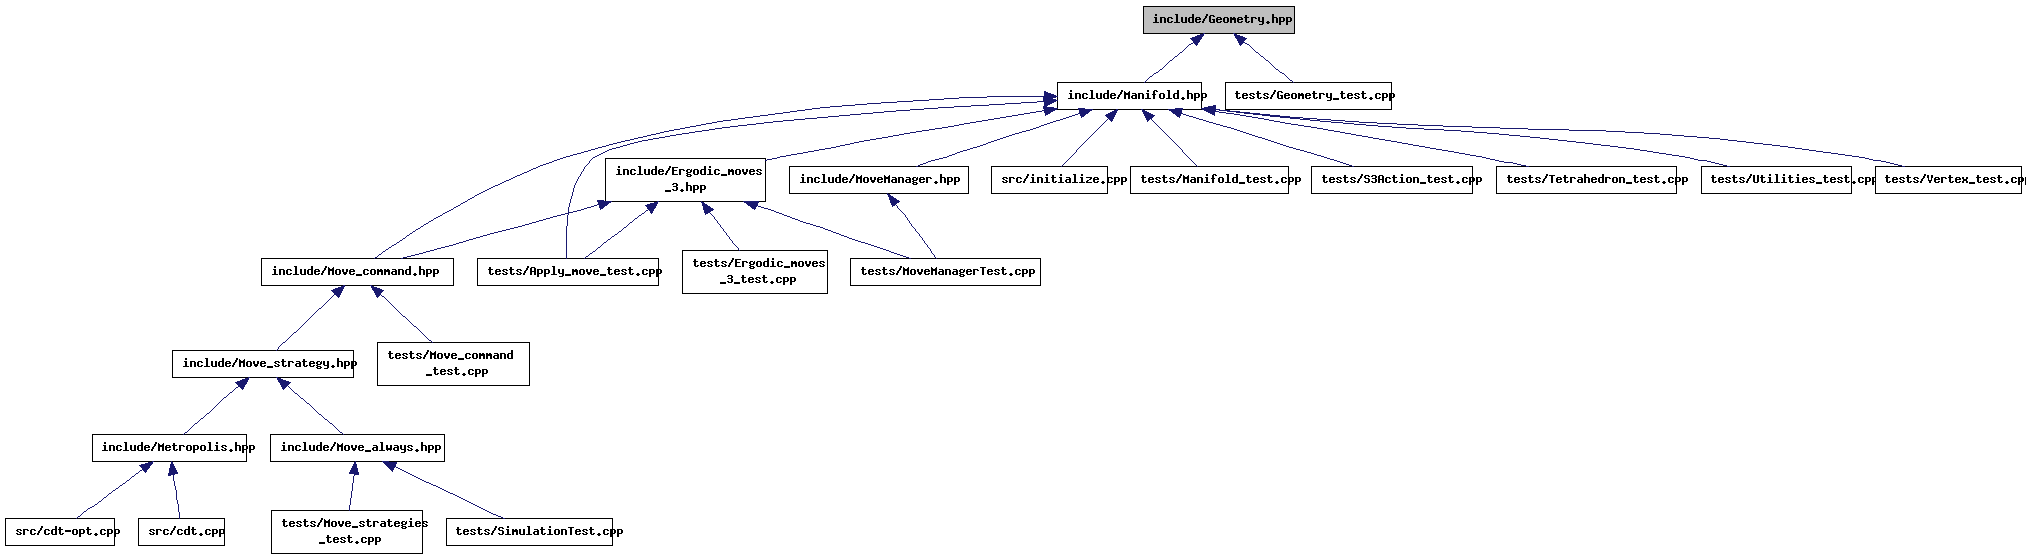 include/Geometry.hpp
include/Manifold.hpp
tests/Geometry_test.cpp
include/Ergodic_moves
_3.hpp
include/MoveManager.hpp
src/initialize.cpp
tests/Manifold_test.cpp
tests/S3Action_test.cpp
tests/Tetrahedron_test.cpp
tests/Utilities_test.cpp
tests/Vertex_test.cpp
include/Move_command.hpp
tests/Apply_move_test.cpp
tests/Ergodic_moves
_3_test.cpp
tests/MoveManagerTest.cpp
include/Move_strategy.hpp
tests/Move_command
_test.cpp
include/Metropolis.hpp
include/Move_always.hpp
src/cdt-opt.cpp
src/cdt.cpp
tests/Move_strategies
_test.cpp
tests/SimulationTest.cpp